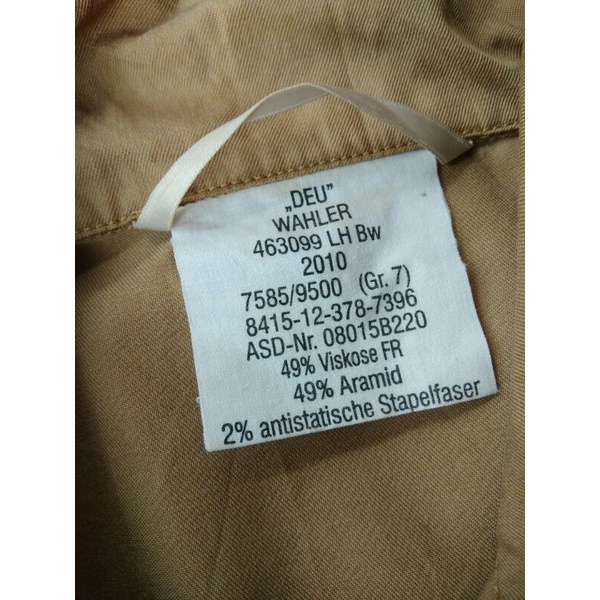 „DEU"
WAHLER
463099 LH Bw
2010
7585/9500 (Gr. 7)
8415-12-378-7396
ASD-Nr. 08015B220
49% Viskose FR
49% Aramid
2% antistatische Stapelfaser